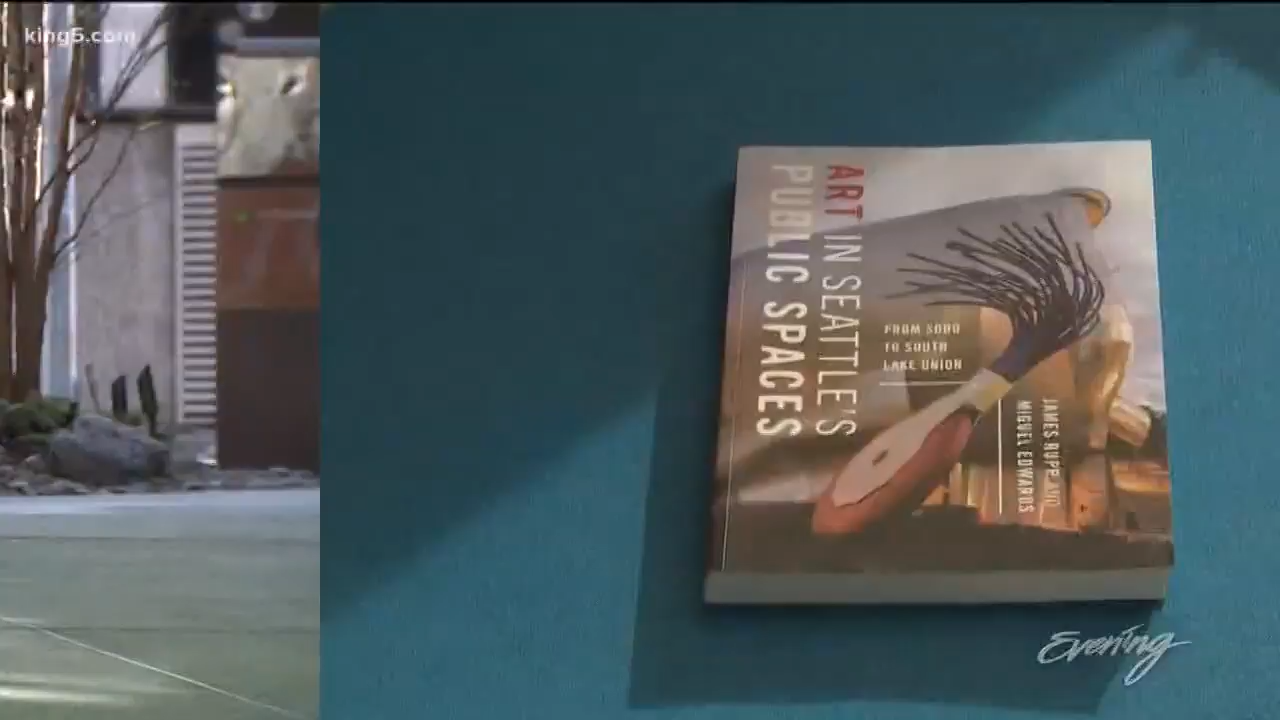 king5.com
ART IN SEATTLE'S
PUBLIC SPACES
FROM SODO
TO SOUTH
LAKE UNION
JAMES RUPP AND
MIGUEL EDWARDS
Evening